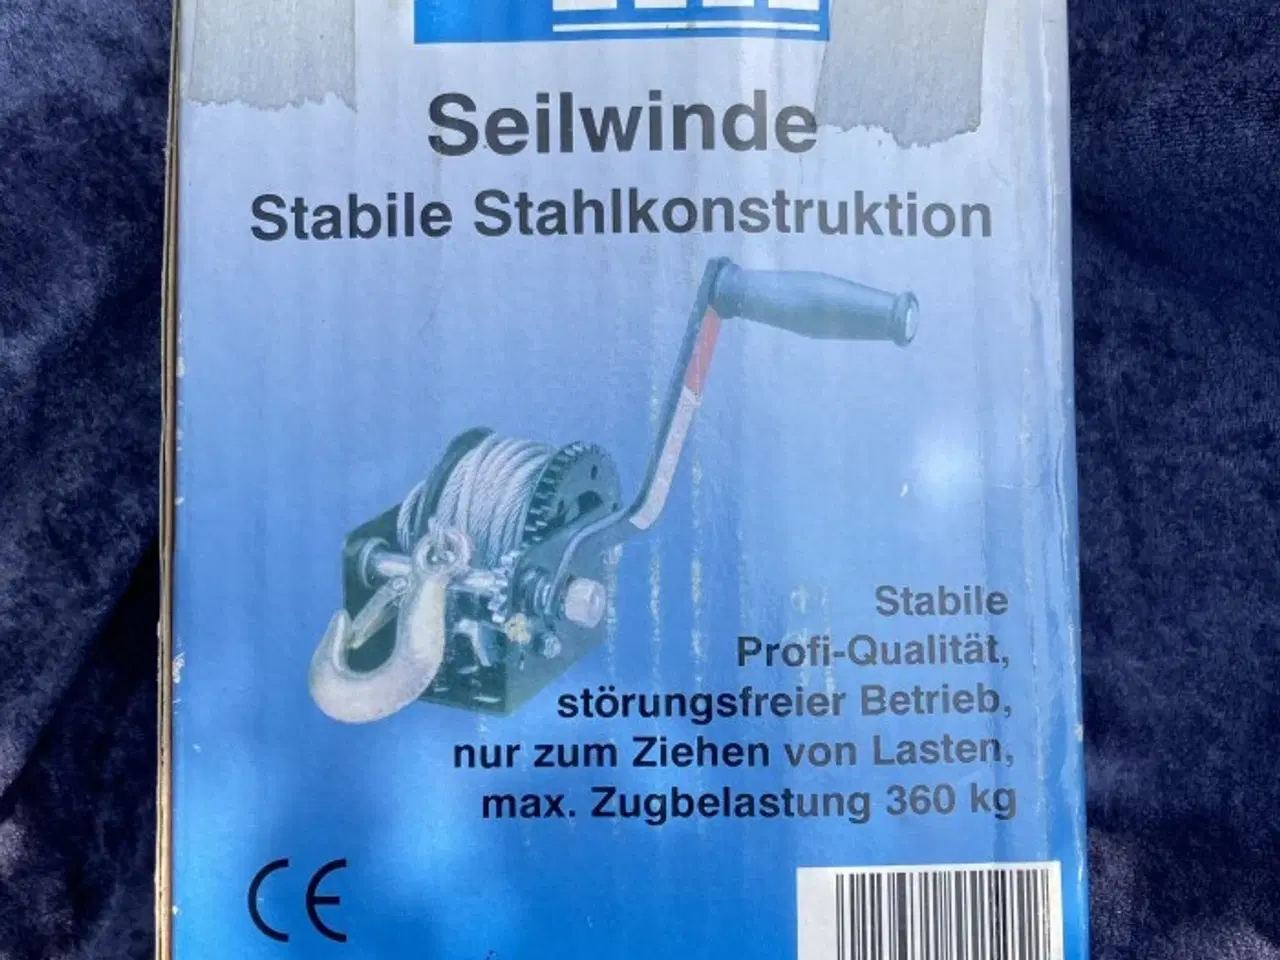 Seilwinde
Stabile Stahlkonstruktion
Stabile
Profi-Qualität,
störungsfreier Betrieb,
nur zum Ziehen von Lasten,
max. Zugbelastung 360 kg
CE